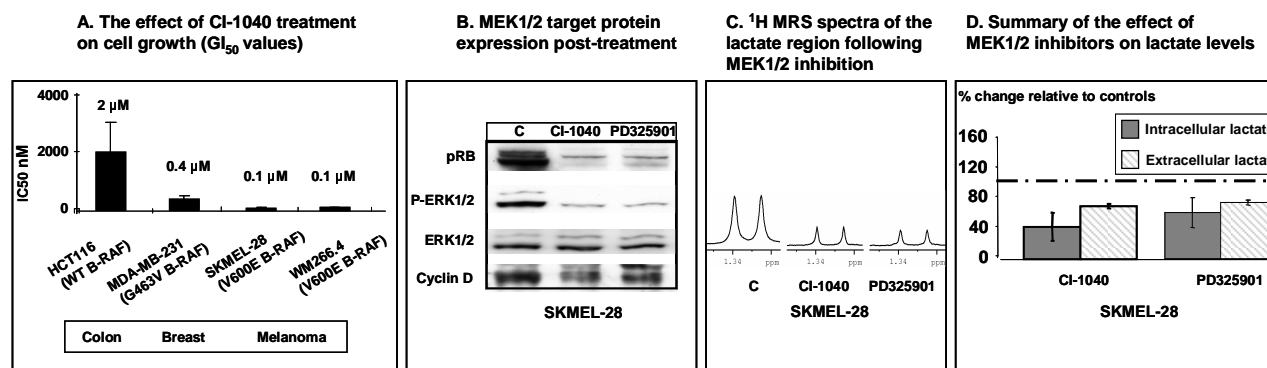 A. The effect of CI-1040 treatment
on cell growth (GI50 values)
4000
2000
0
IC50 nM
2 µM
0.4 µM
0.1 µM
0.1 µM
HCT116
(WT B-RAF)
MDA-MB-231
(G463V B-RAF)
SKMEL-28
(V600E B-RAF)
WM266.4
(V600E B-RAF)
Colon Breast Melanoma
B. MEK1/2 target protein
expression post-treatment
C CI-1040 PD325901
pRB
P-ERK1/2
ERK1/2
Cyclin D
SKMEL-28
C. 1H MRS spectra of the
lactate region following
MEK1/2 inhibition
1.34 ppm 1.34 ppm 1.34 ppm
C CI-1040 PD325901
SKMEL-28
D. Summary of the effect of
MEK1/2 inhibitors on lactate levels
% change relative to controls
Intracellular lactate
Extracellular lacta
160
120
80
40
0
CI-1040 PD325901
SKMEL-28